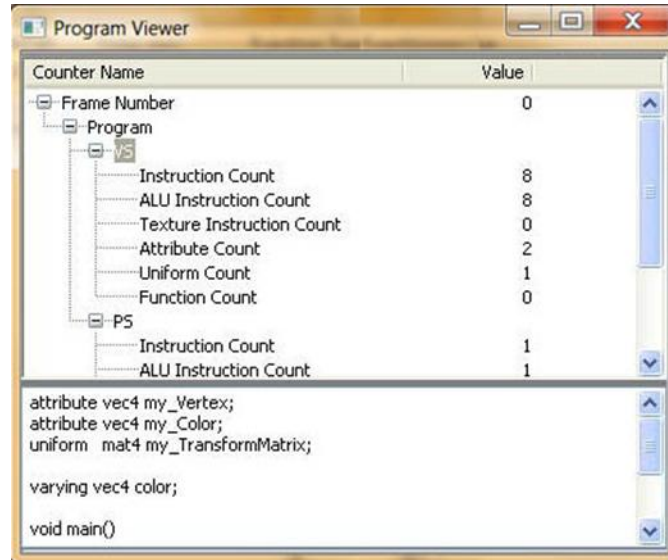 Program Viewer
Counter Name Value
Frame Number 0
Program
VS
Instruction Count 8
ALU Instruction Count 8
Texture Instruction Count 0
Attribute Count 2
Uniform Count 1
Function Count 0
PS
Instruction Count 1
ALU Instruction Count 1
attribute vec4 my_Vertex;
attribute vec4 my_Color;
uniform mat4 my_TransformMatrix;
varying vec4 color;
void main()